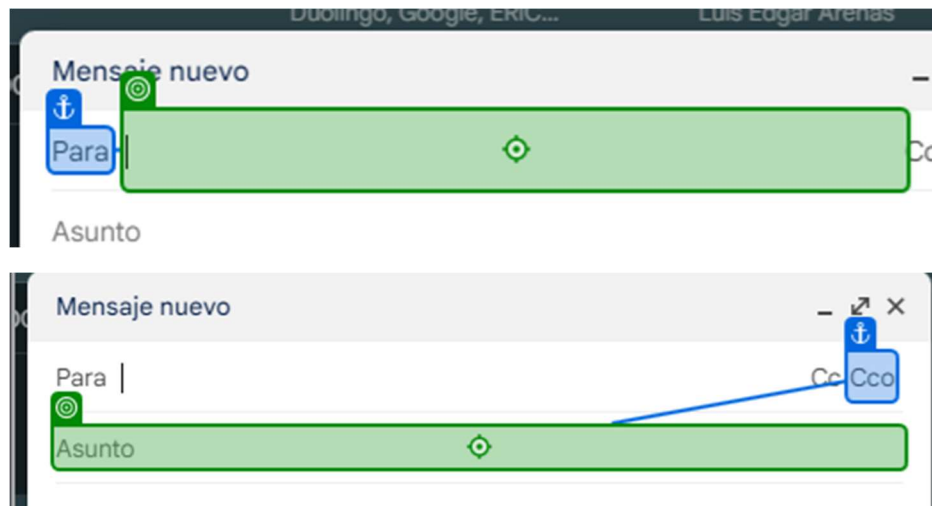 Duolingo, Google, ERIC... Luis Edgar Arenas
Mensaje nuevo
Para
Asunto
Mensaje nuevo
Para Cc Cco
Asunto